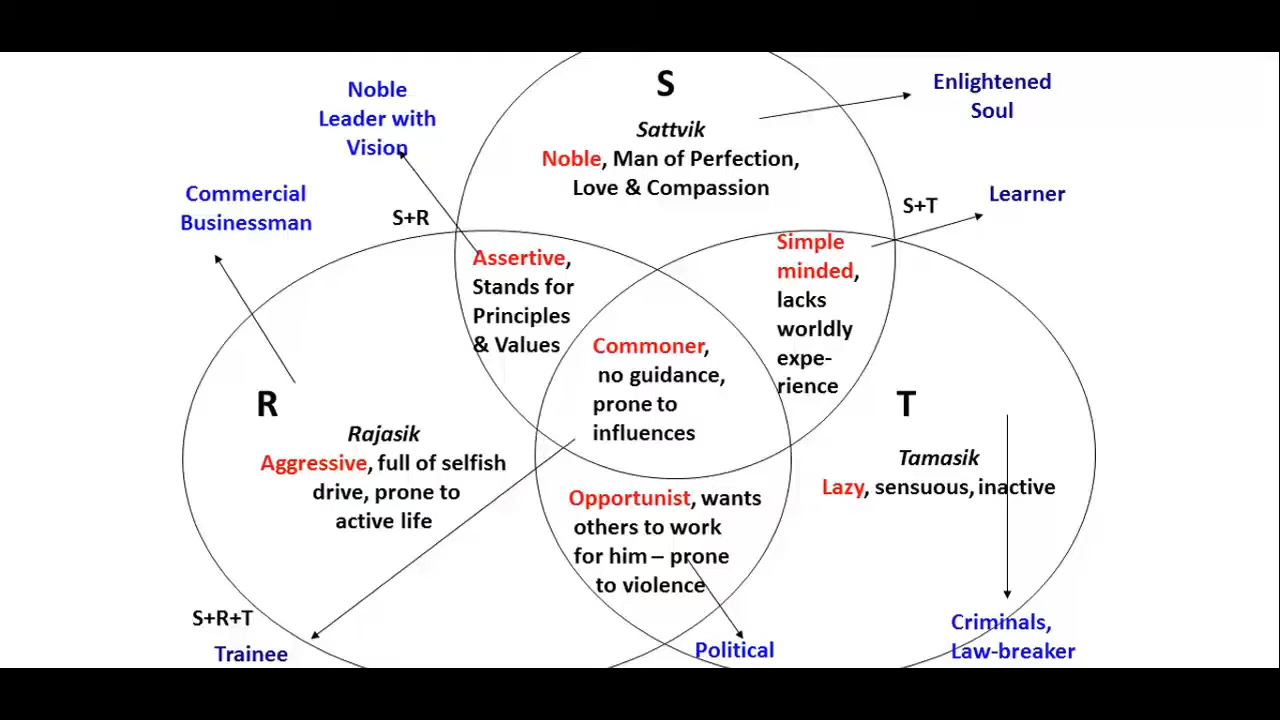 S
Sattvik
Noble, Man of Perfection,
Love & Compassion
Enlightened
Soul
Noble
Leader with
Vision
Commercial
Businessman
S+R
S+T
Learner
Assertive,
Stands for
Principles
& Values
Simple
minded,
lacks
worldly
expe-
rience
Commoner,
no guidance,
prone to
influences
R
Rajasik
Aggressive, full of selfish
drive, prone to
active life
T
Tamasik
Lazy, sensuous, inactive
Opportunist, wants
others to work
for him – prone
to violence
S+R+T
Trainee
Political
Criminals,
Law-breaker